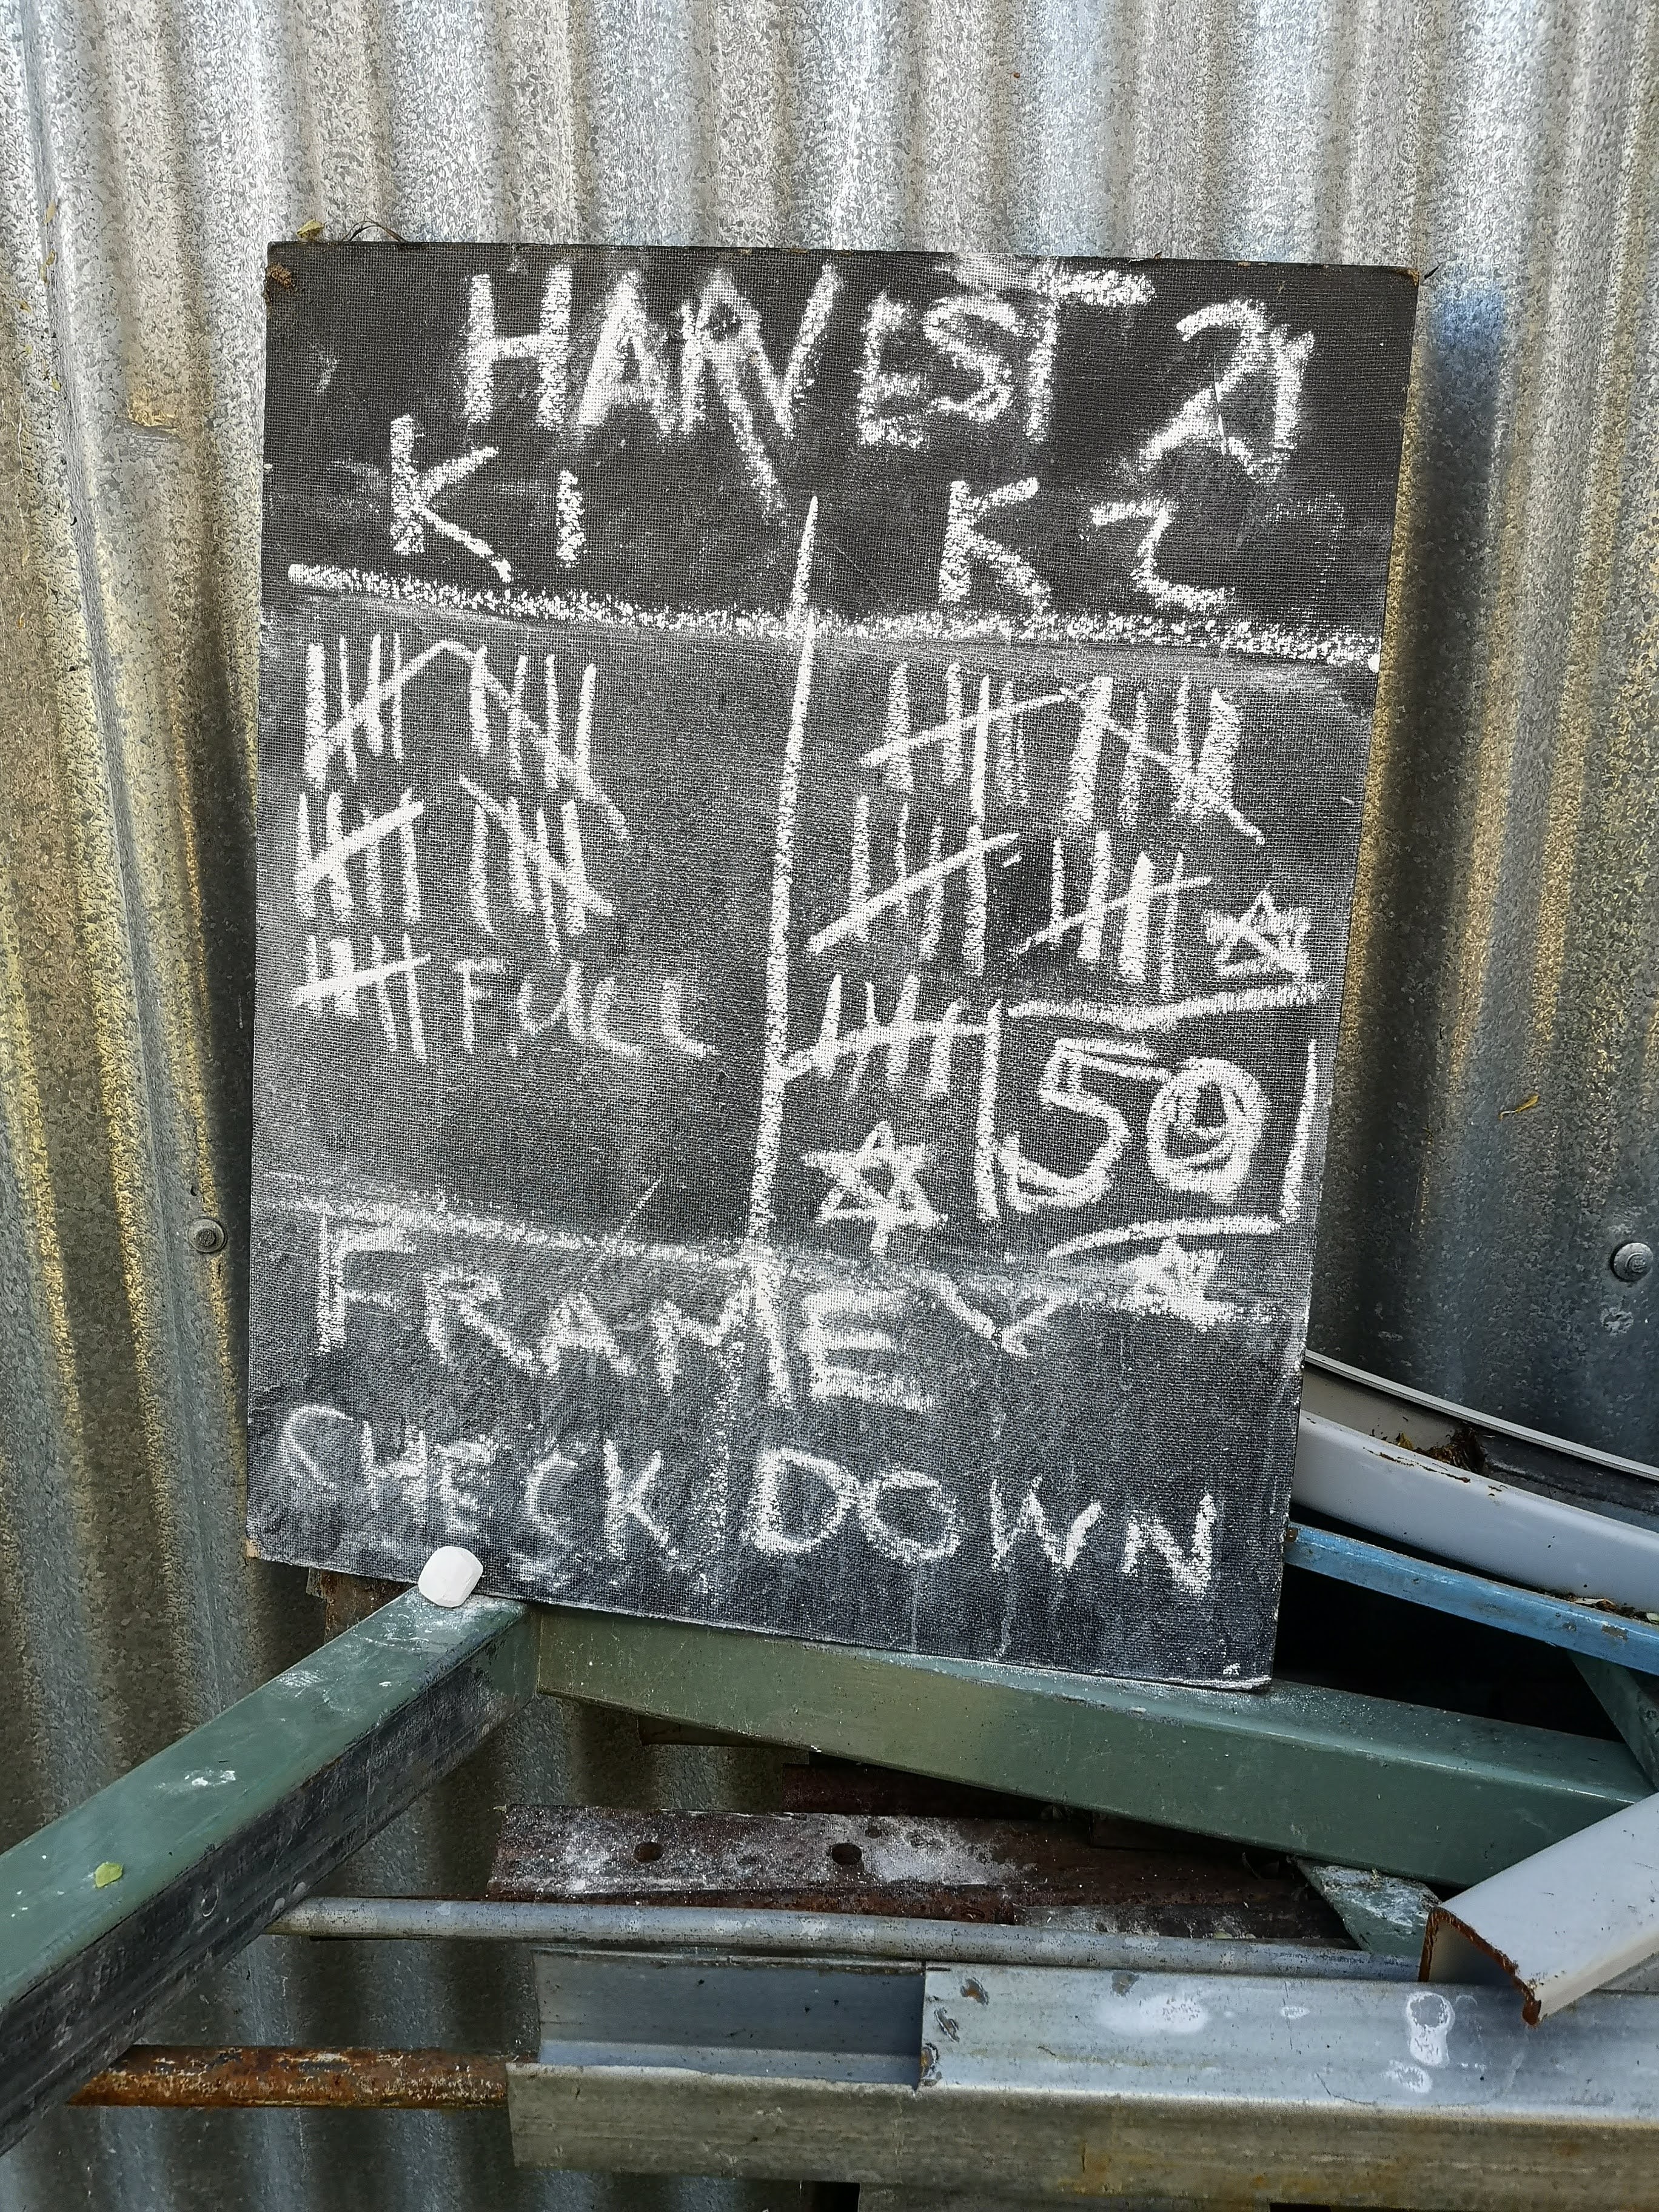 HARVEST 21
K1 K2
FULL
50
FRAME
CHECK DOWN